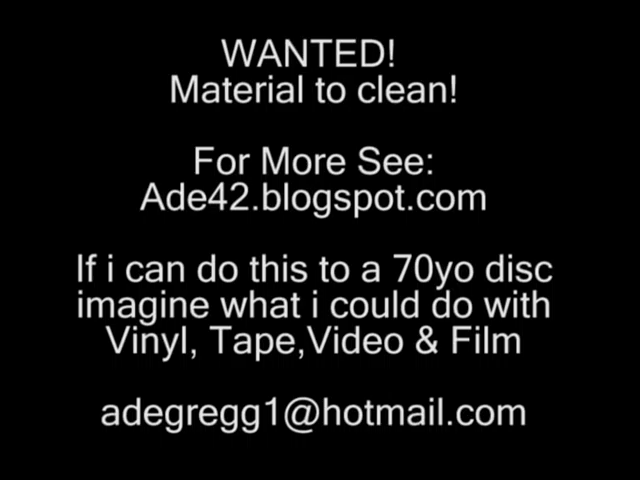 WANTED!
Material to clean!
For More See:
Ade42.blogspot.com
If i can do this to a 70yo disc
imagine what i could do with
Vinyl, Tape,Video & Film
adegregg1@hotmail.com